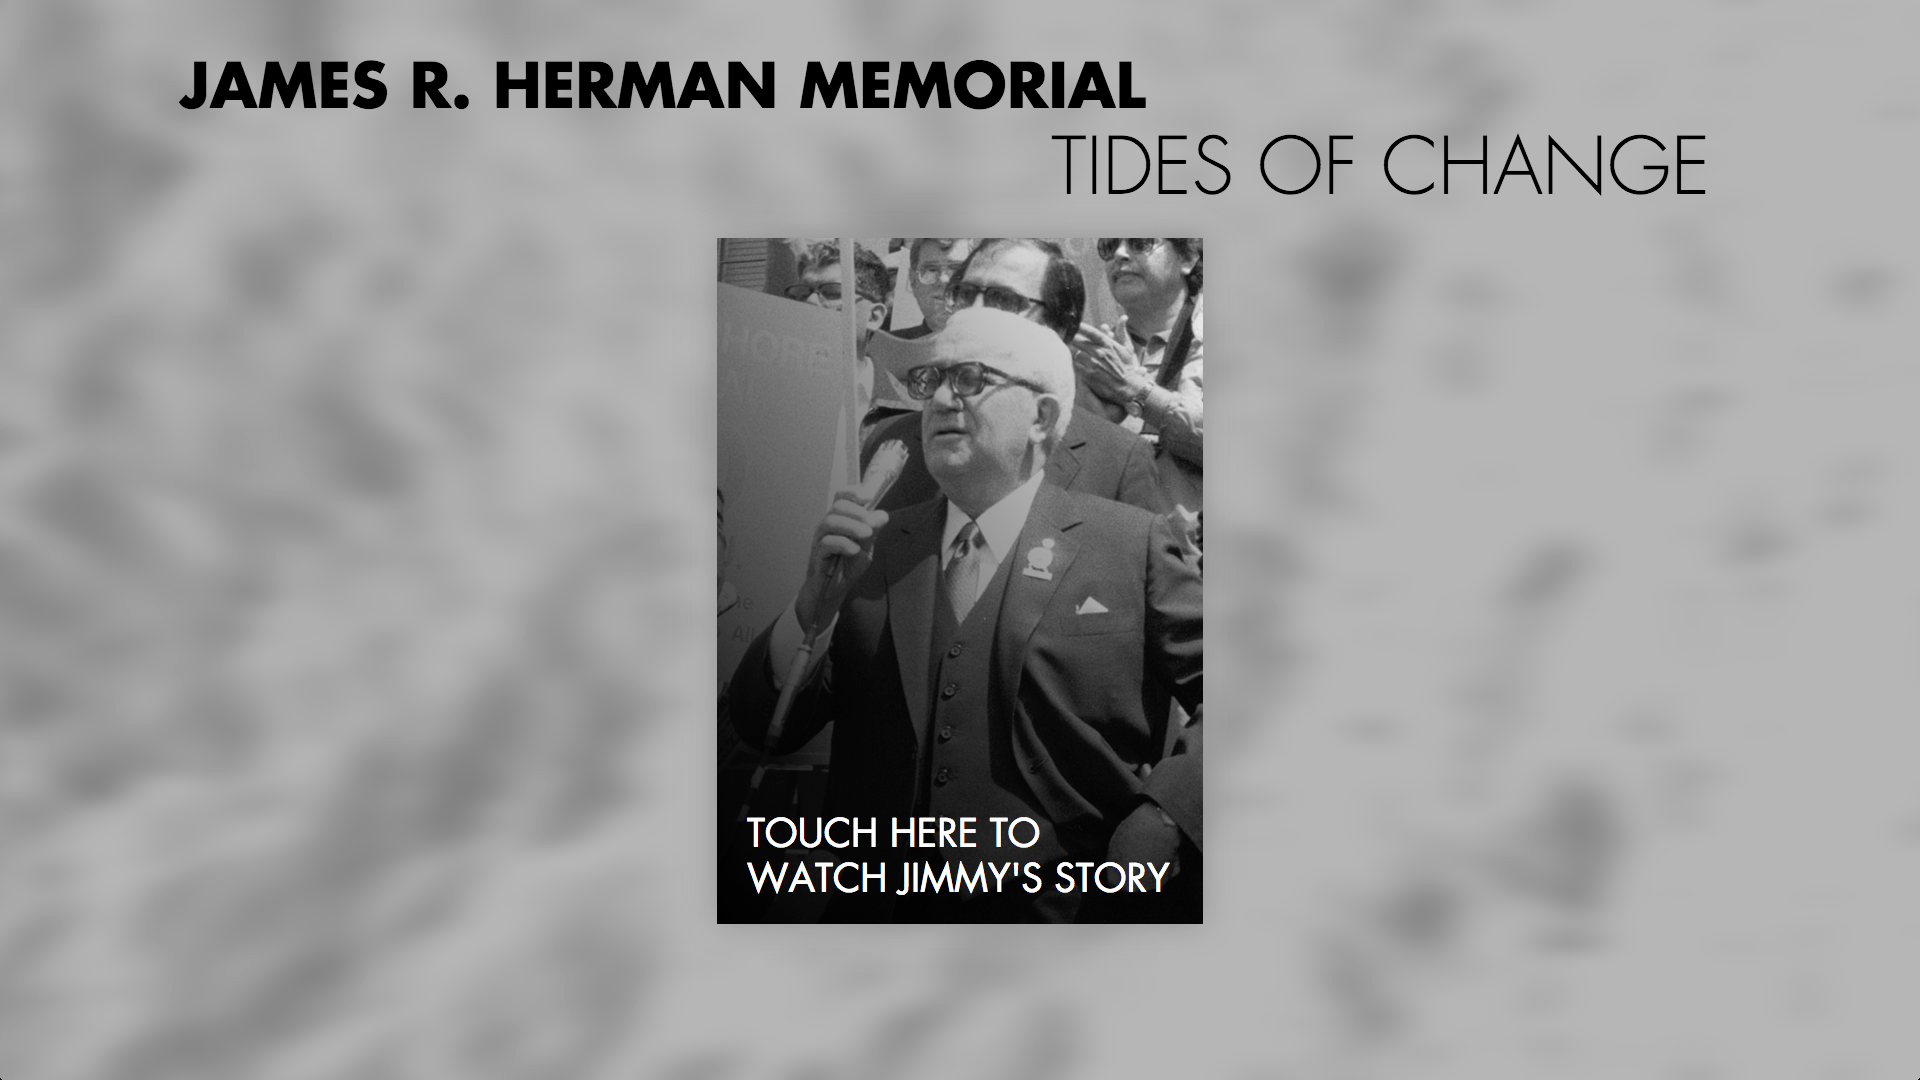 JAMES R. HERMAN MEMORIAL
TIDES OF CHANGE
TOUCH HERE TO
WATCH JIMMY'S STORY